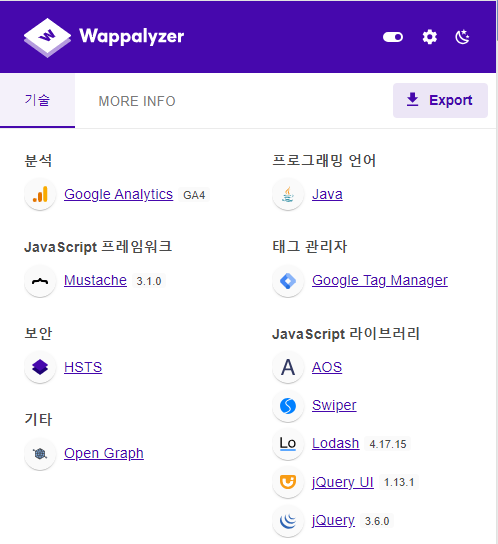 Wappalyzer
기술
MORE INFO
Export
분석
Google Analytics GA4
JavaScript 프레임워크
Mustache 3.1.0
보안
HSTS
기타
Open Graph
프로그래밍 언어
Java
태그 관리자
Google Tag Manager
JavaScript 라이브러리
A AOS
Swiper
Lo Lodash 4.17.15
jQuery UI 1.13.1
jQuery 3.6.0